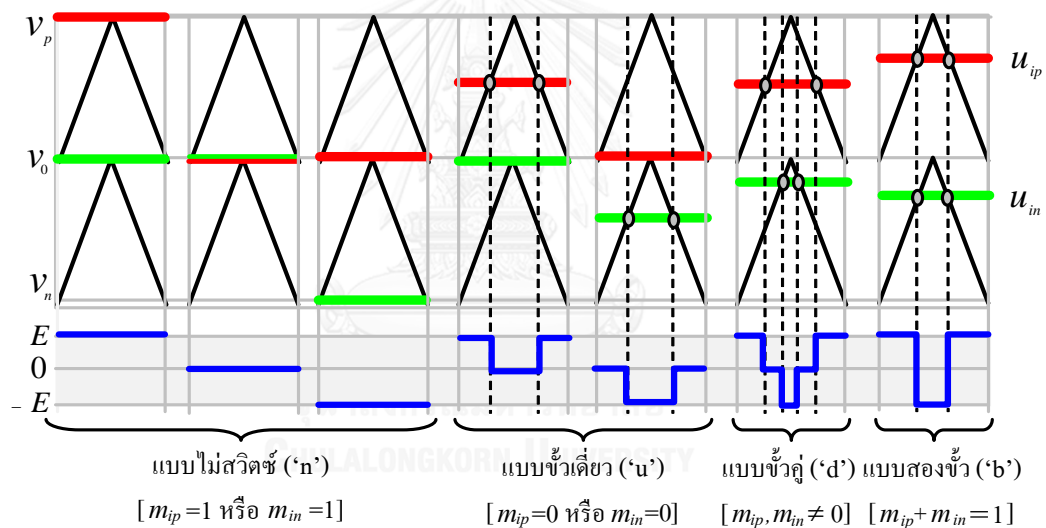 v_p
u_ip
v_0
u_in
v_n
E
0
– E
แบบไม่สวิตซ์ (‘n’) แบบขั้วเดี่ยว (‘u’) แบบขั้วคู่ (‘d’) แบบสองขั้ว (‘b’)
CHULALONGKORN UNIVERSITY
[m_ip=1 หรือ m_in=1] [m_ip=0 หรือ m_in=0] [m_ip, m_in ≠ 0] [m_ip+m_in=1]